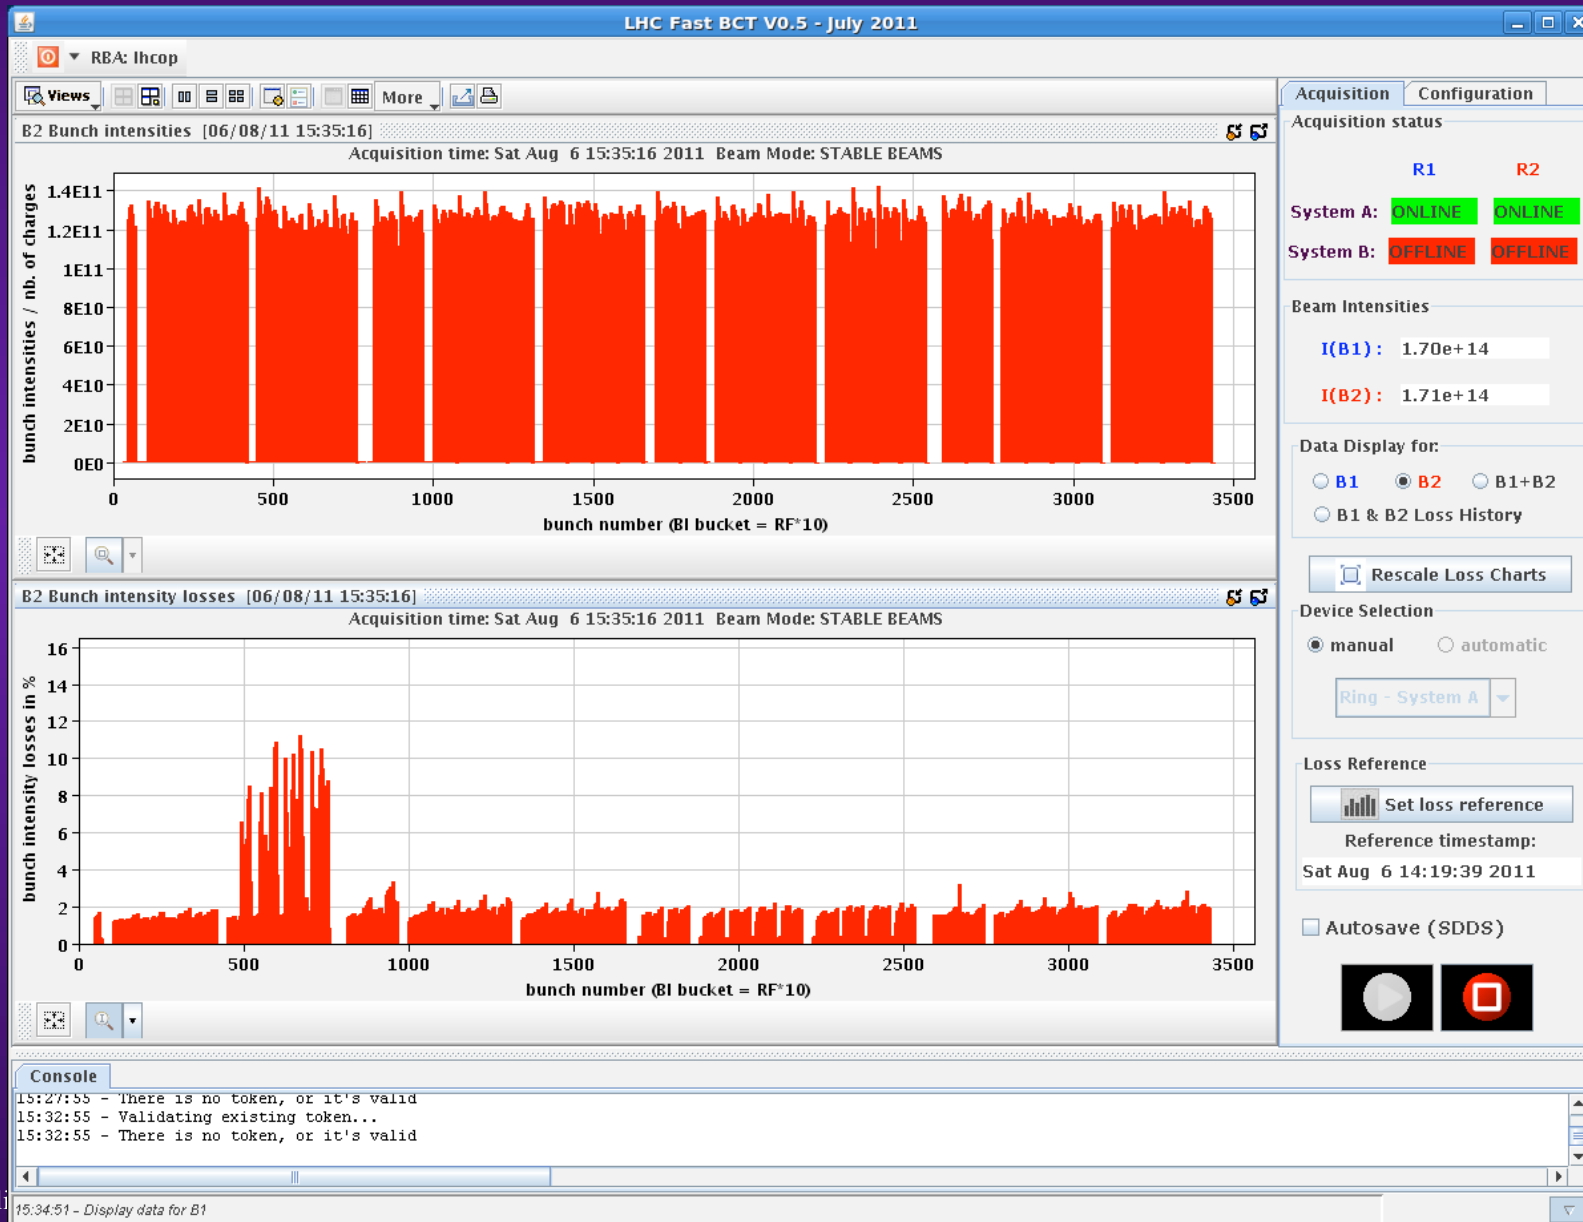 LHC Fast BCT V0.5 - July 2011
RBA: lhcop
Views
More
B2 Bunch intensities [06/08/11 15:35:16]
Acquisition time: Sat Aug 6 15:35:16 2011 Beam Mode: STABLE BEAMS
bunch intensities / nb. of charges
1.4E11
1.2E11
1E11
8E10
6E10
4E10
2E10
0E0
0 500 1000 1500 2000 2500 3000 3500
bunch number (BI bucket = RF*10)
B2 Bunch intensity losses [06/08/11 15:35:16]
Acquisition time: Sat Aug 6 15:35:16 2011 Beam Mode: STABLE BEAMS
bunch intensity losses in %
16
14
12
10
8
6
4
2
0
0 500 1000 1500 2000 2500 3000 3500
bunch number (BI bucket = RF*10)
Acquisition Configuration
Acquisition status
R1 R2
System A: ONLINE ONLINE
System B: OFFLINE OFFLINE
Beam Intensities
I(B1) : 1.70e+14
I(B2) : 1.71e+14
Data Display for:
B1 B2 B1+B2
B1 & B2 Loss History
Rescale Loss Charts
Device Selection
manual automatic
Ring - System A
Loss Reference
Set loss reference
Reference timestamp:
Sat Aug 6 14:19:39 2011
Autosave (SDDS)
Console
15:27:55 - There is no token, or it's valid
15:32:55 - Validating existing token...
15:32:55 - There is no token, or it's valid
15:34:51 - Display data for B1